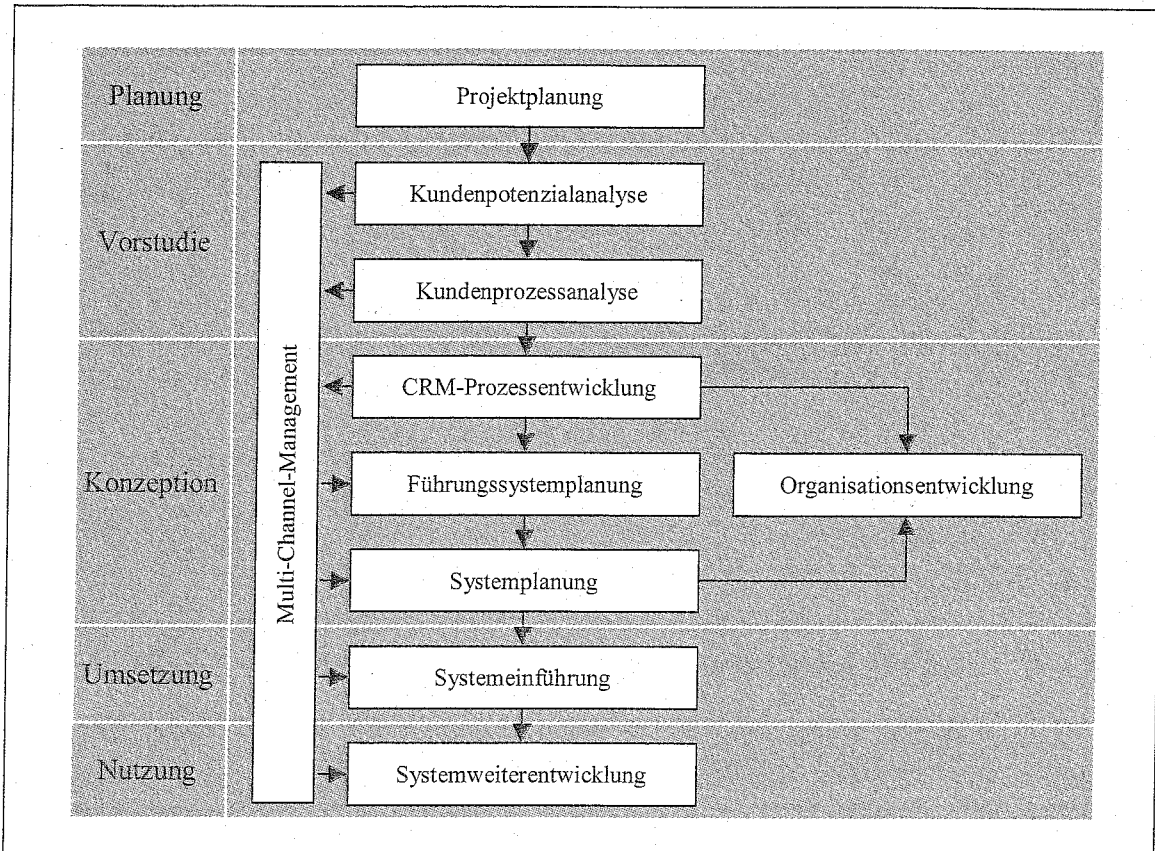 Planung
Projektplanung
Vorstudie
Kundenpotenzialanalyse
Kundenprozessanalyse
Multi-Channel-Management
Konzeption
CRM-Prozessentwicklung
Führungssystemplanung
Organisationsentwicklung
Systemplanung
Umsetzung
Systemeinführung
Nutzung
Systemweiterentwicklung